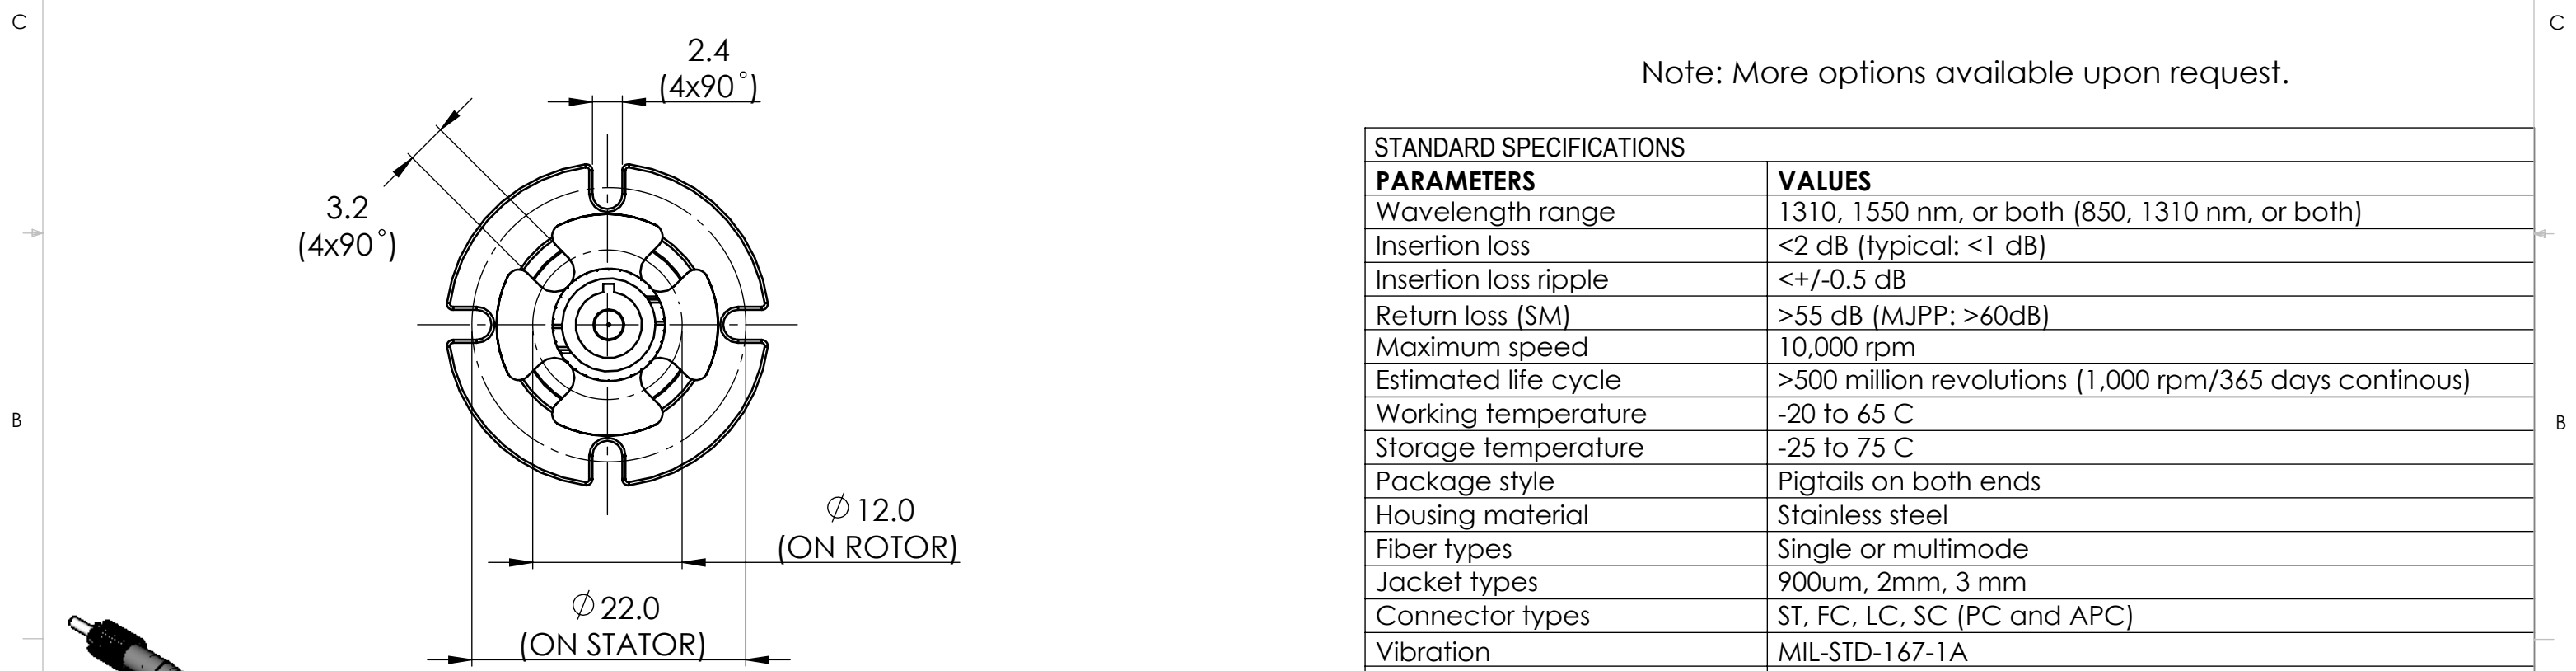 C
C
2.4
(4x90°)
3.2
(4x90°)
Ø 12.0
(ON ROTOR)
Ø 22.0
(ON STATOR)
B
B
Note: More options available upon request.
STANDARD SPECIFICATIONS
PARAMETERS VALUES
Wavelength range 1310, 1550 nm, or both (850, 1310 nm, or both)
Insertion loss <2 dB (typical: <1 dB)
Insertion loss ripple <+/-0.5 dB
Return loss (SM) >55 dB (MJPP: >60dB)
Maximum speed 10,000 rpm
Estimated life cycle >500 million revolutions (1,000 rpm/365 days continous)
Working temperature -20 to 65 C
Storage temperature -25 to 75 C
Package style Pigtails on both ends
Housing material Stainless steel
Fiber types Single or multimode
Jacket types 900um, 2mm, 3 mm
Connector types ST, FC, LC, SC (PC and APC)
Vibration MIL-STD-167-1A